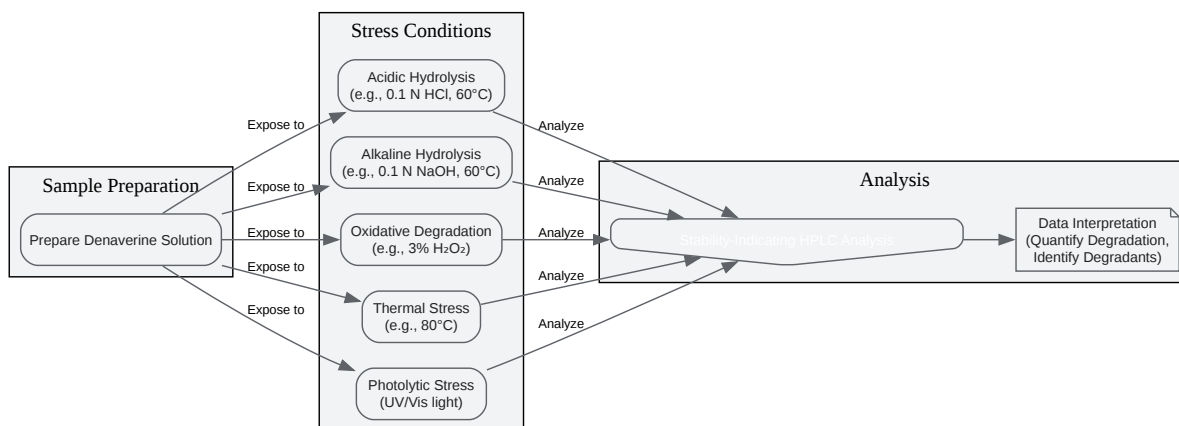 Sample Preparation
Prepare Denaverine Solution
Expose to
Expose to
Expose to
Expose to
Expose to
Stress Conditions
Acidic Hydrolysis
(e.g., 0.1 N HCl, 60°C)
Alkaline Hydrolysis
(e.g., 0.1 N NaOH, 60°C)
Oxidative Degradation
(e.g., 3% H₂O₂)
Thermal Stress
(e.g., 80°C)
Photolytic Stress
(UV/Vis light)
Analyze
Analyze
Analyze
Analyze
Analyze
Analysis
Stability-Indicating HPLC Analysis
Data Interpretation
(Quantify Degradation,
Identify Degradants)